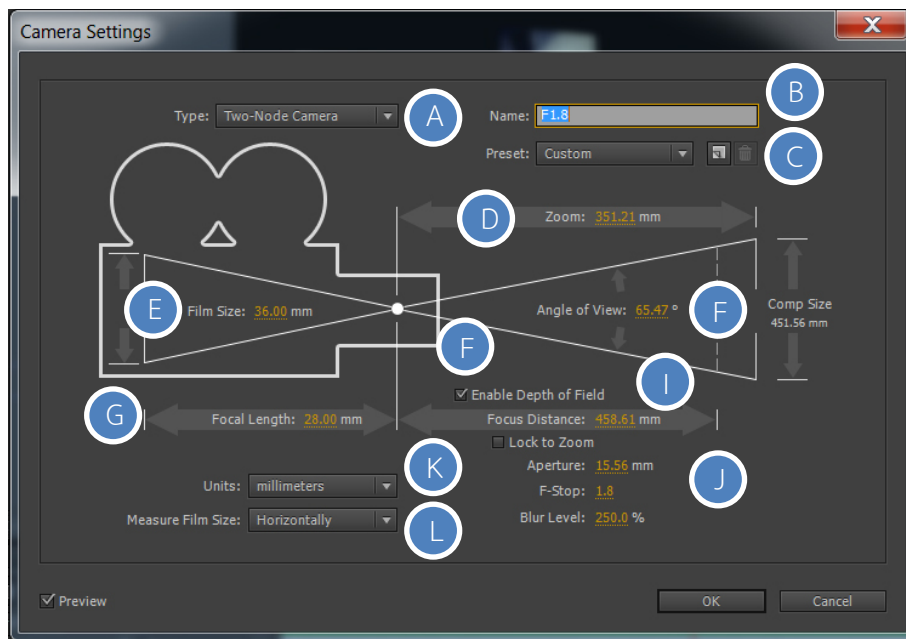 Camera Settings
X
B
Type: Two-Node Camera A Name: F1.8
Preset: Custom C
D Zoom: 351.21 mm
E Film Size: 36.00 mm Angle of View: 65.47 ° F Comp Size
451.56 mm
F
I
Enable Depth of Field
G Focal Length: 28.00 mm Focus Distance: 458.61 mm
Lock to Zoom
K Aperture: 15.56 mm J
Units: millimeters F-Stop: 1.8
Measure Film Size: Horizontally L Blur Level: 250.0 %
Preview OK Cancel